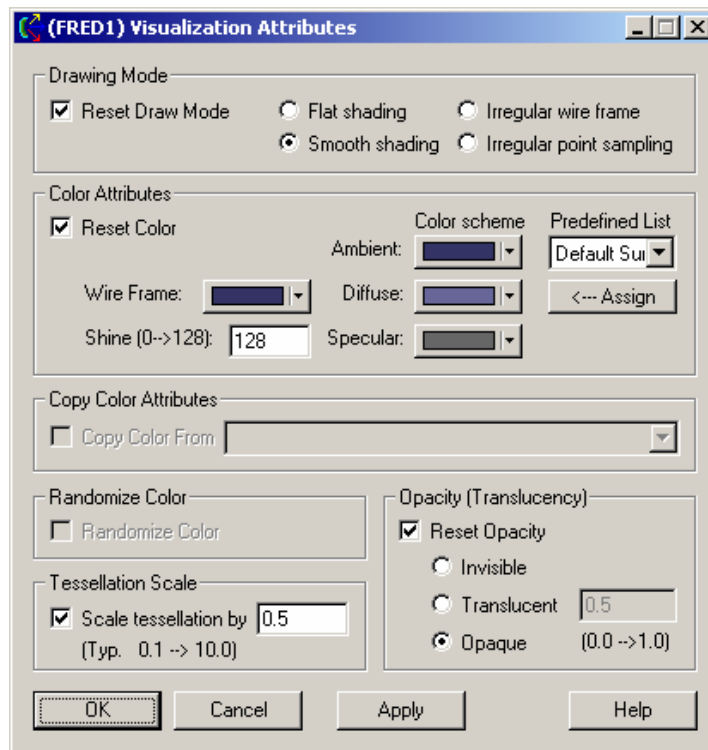 (FRED1) Visualization Attributes
Drawing Mode
Reset Draw Mode
Flat shading
Irregular wire frame
Smooth shading
Irregular point sampling
Color Attributes
Reset Color
Color scheme
Predefined List
Ambient:
Default Sur
Wire Frame:
Diffuse:
<--- Assign
Shine (0-->128):
128
Specular:
Copy Color Attributes
Copy Color From
Randomize Color
Randomize Color
Opacity (Translucency)
Reset Opacity
Invisible
Translucent
0.5
Opaque
(0.0 -->1.0)
Tessellation Scale
Scale tessellation by
0.5
(Typ. 0.1 --> 10.0)
OK
Cancel
Apply
Help